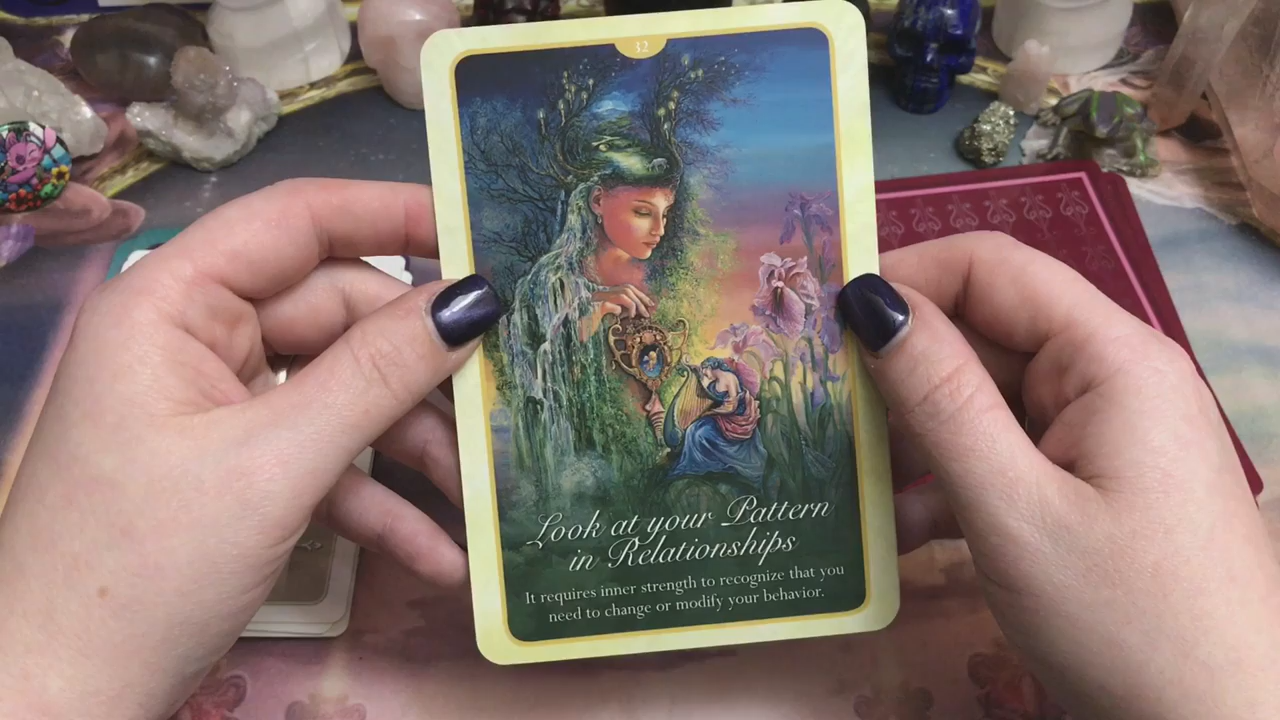 32
Look at your Pattern
in Relationships
It requires inner strength to recognize that you
need to change or modify your behavior.